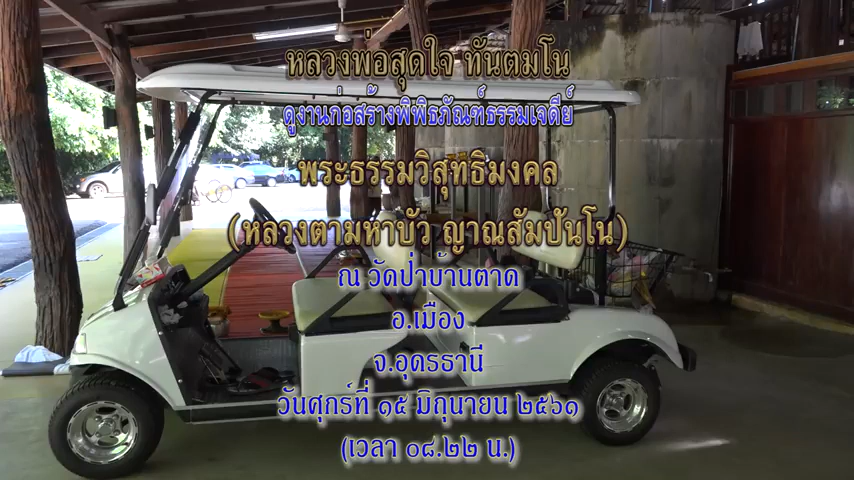 หลวงพ่อสุดใจ ทันตมโน
ดูงานก่อสร้างพิพิธภัณฑ์ธรรมเจดีย์
พระธรรมวิสุทธิมงคล
(หลวงตามหาบัว ญาณสัมปันโน)
ณ วัดป่าบ้านตาด
อ.เมือง
จ.อุดรธานี
วันศุกร์ที่ ๑๕ มิถุนายน ๒๕๖๑
(เวลา ๐๘.๒๒ น.)